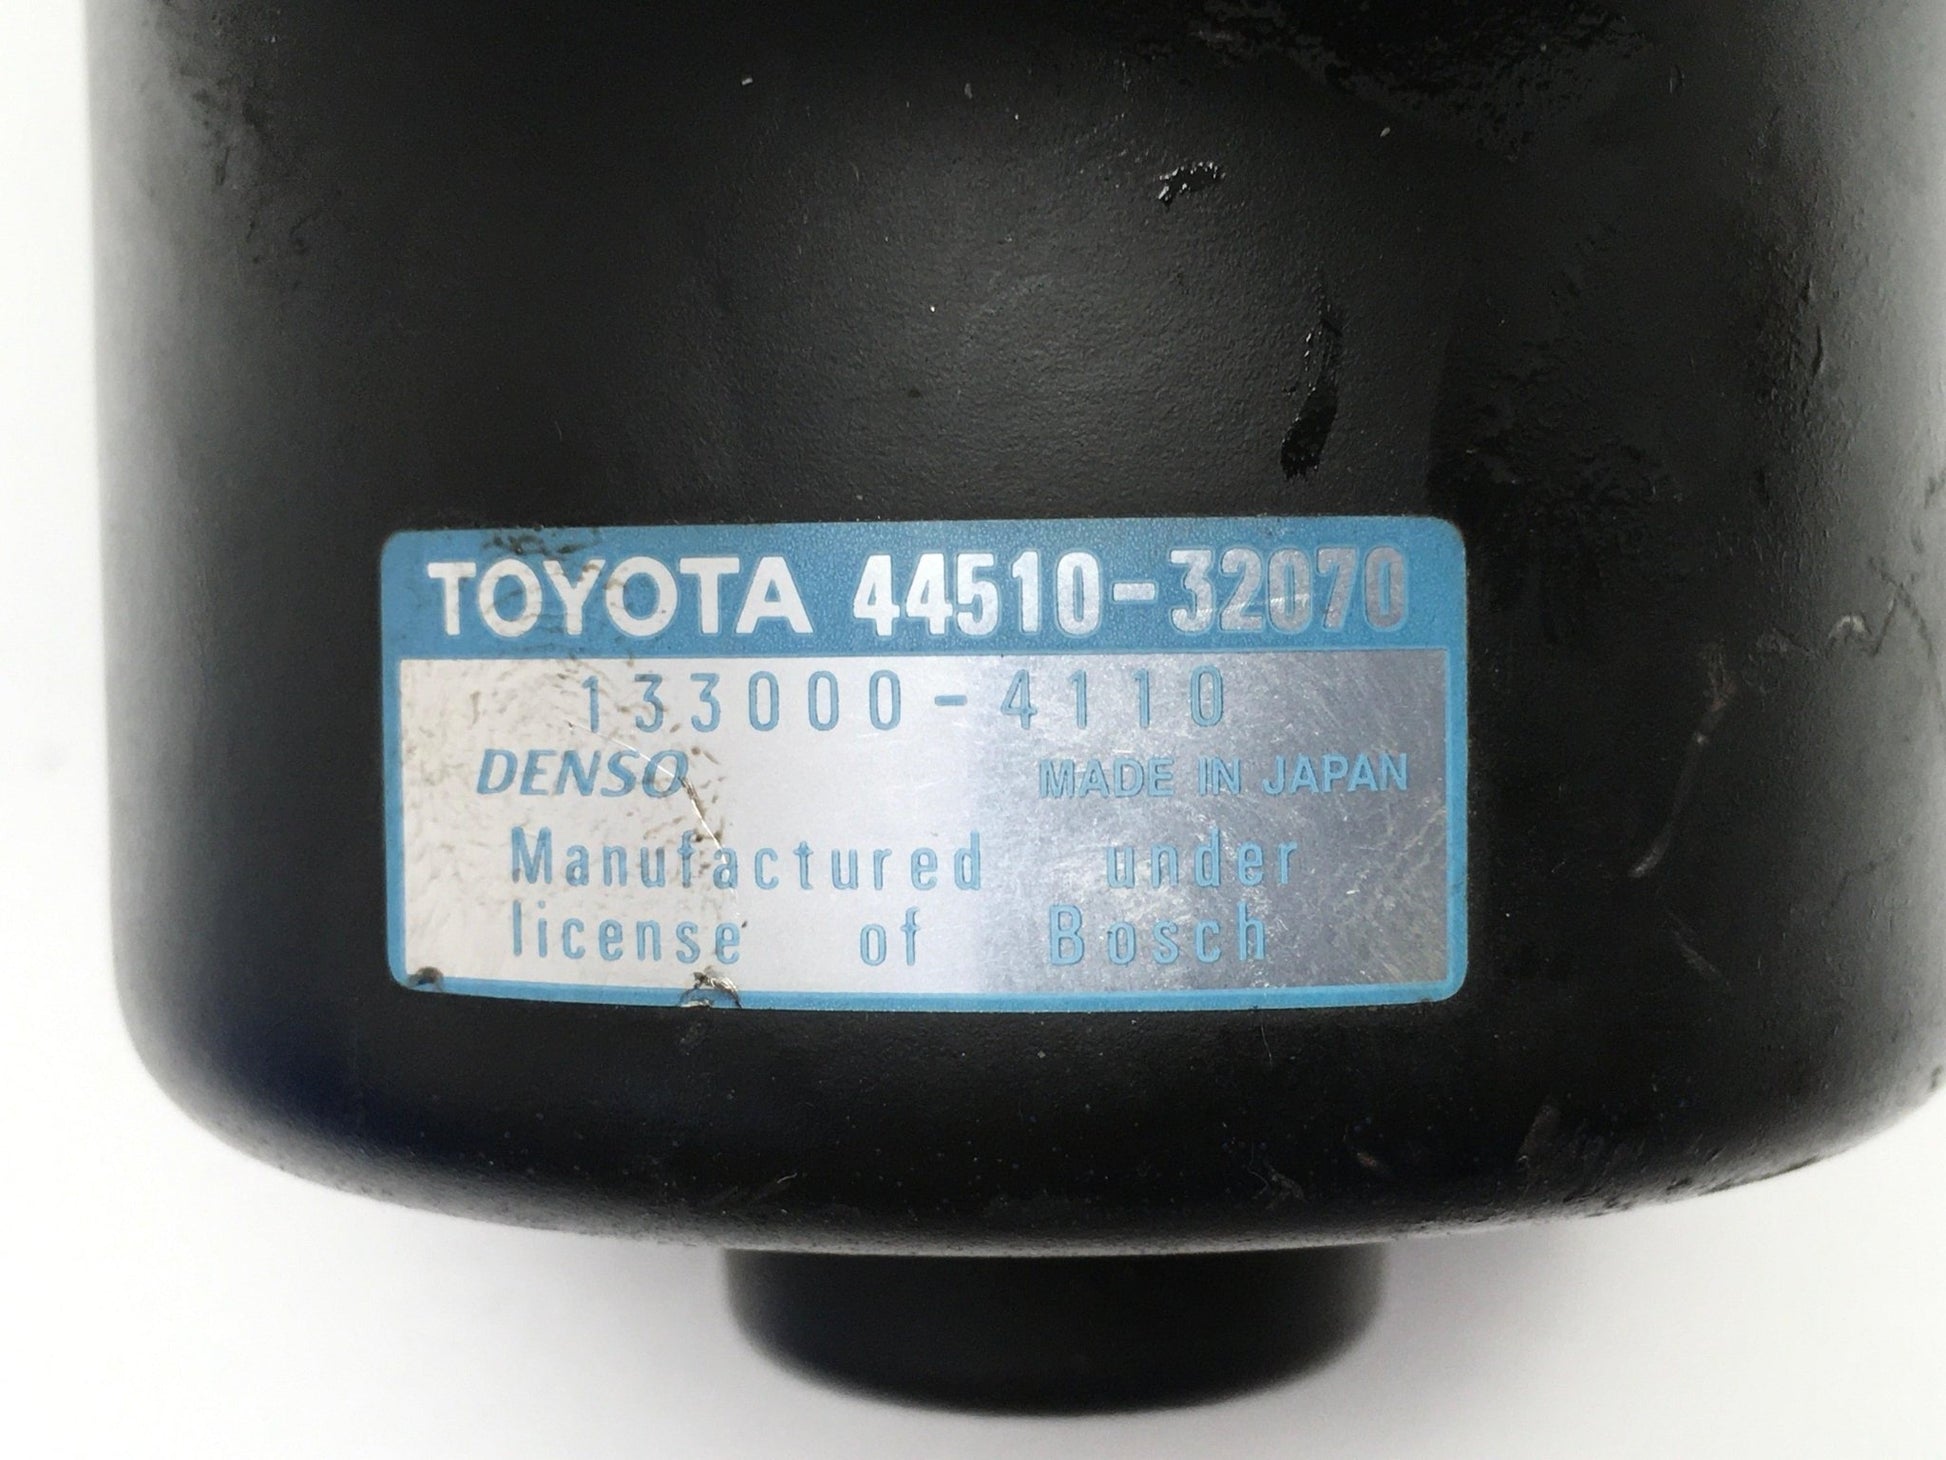 TOYOTA 44510-32070
133000-4110
DENSO MADE IN JAPAN
Manufactured under
license of Bosch